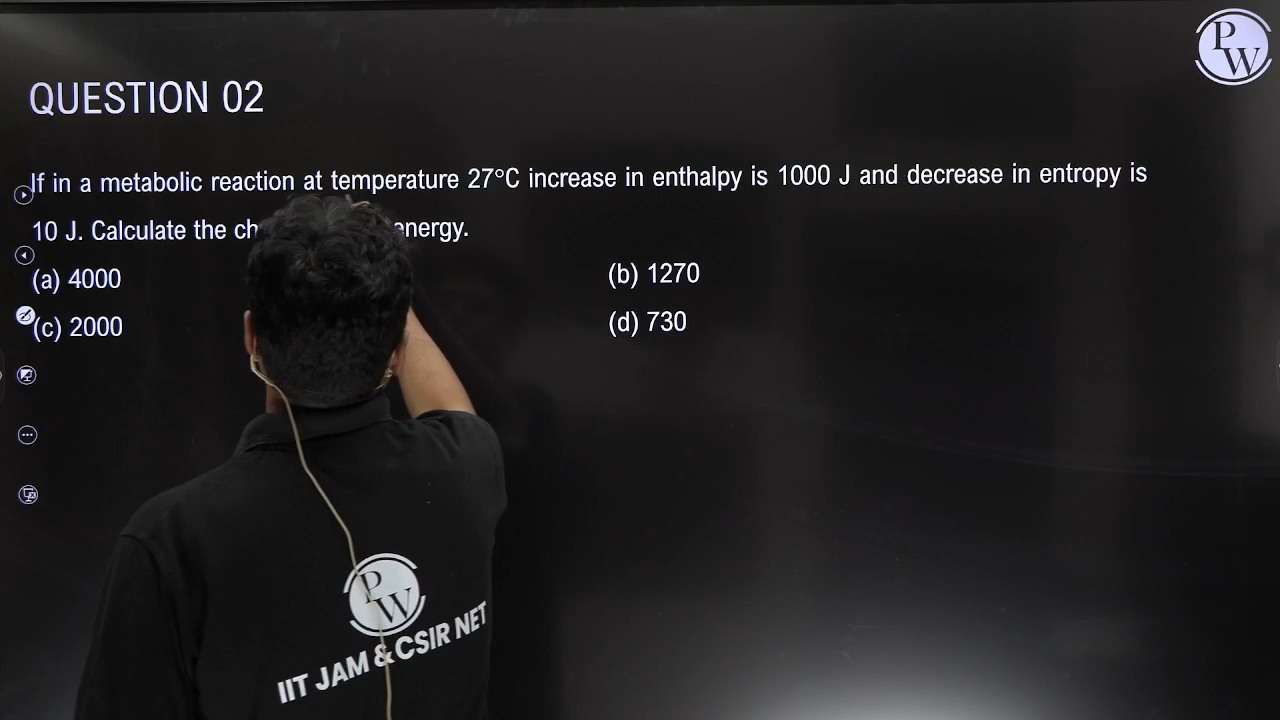 PW
QUESTION 02
If in a metabolic reaction at temperature 27°C increase in enthalpy is 1000 J and decrease in entropy is
10 J. Calculate the ch energy.
(a) 4000
(b) 1270
(c) 2000
(d) 730
PW
IIT JAM & CSIR NET